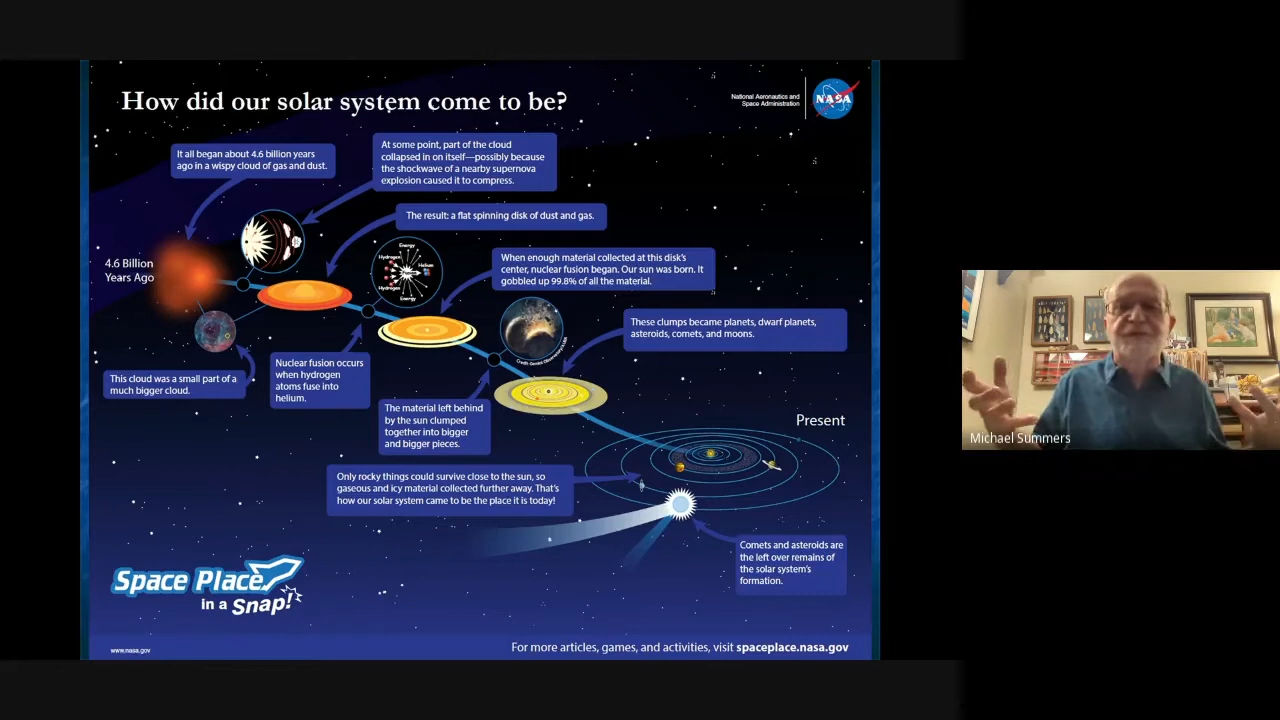 How did our solar system come to be?
National Aeronautics and
Space Administration
NASA
It all began about 4.6 billion years
ago in a wispy cloud of gas and dust.
At some point, part of the cloud
collapsed in on itself—possibly because
the shockwave of a nearby supernova
explosion caused it to compress.
The result: a flat spinning disk of dust and gas.
4.6 Billion
Years Ago
Energy
Hydrogen
Helium
Hydrogen
Energy
When enough material collected at this disk's
center, nuclear fusion began. Our sun was born. It
gobbled up 99.8% of all the material.
These clumps became planets, dwarf planets,
asteroids, comets, and moons.
This cloud was a small part of a
much bigger cloud.
Nuclear fusion occurs
when hydrogen
atoms fuse into
helium.
The material left behind
by the sun clumped
together into bigger
and bigger pieces.
Present
Only rocky things could survive close to the sun, so
gaseous and icy material collected further away. That's
how our solar system came to be the place it is today!
Comets and asteroids are
the left over remains of
the solar system's
formation.
Space Place
in a Snap!
www.nasa.gov
For more articles, games, and activities, visit spaceplace.nasa.gov
Michael Summers